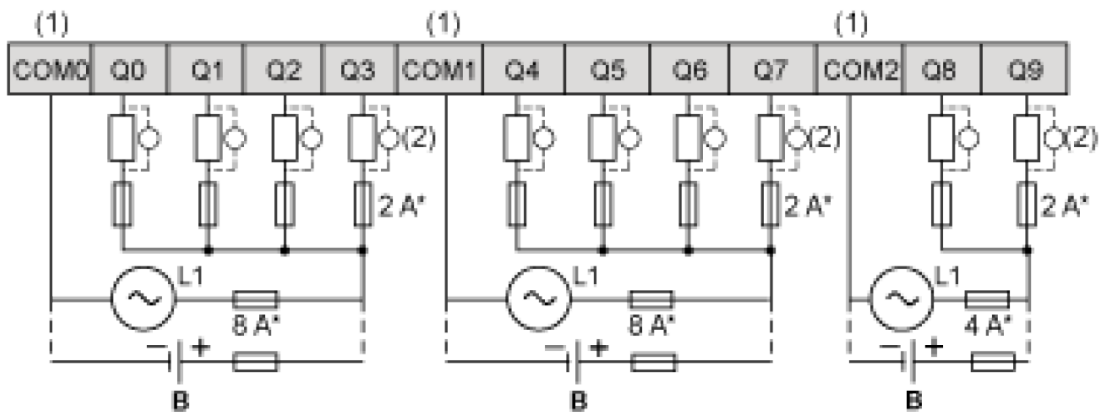 (1) (1) (1)
COM0 Q0 Q1 Q2 Q3 COM1 Q4 Q5 Q6 Q7 COM2 Q8 Q9
(2) (2) (2)
2 A* 2 A* 2 A*
L1 L1 L1
8 A* 8 A* 4 A*
− + − + − +
B B B